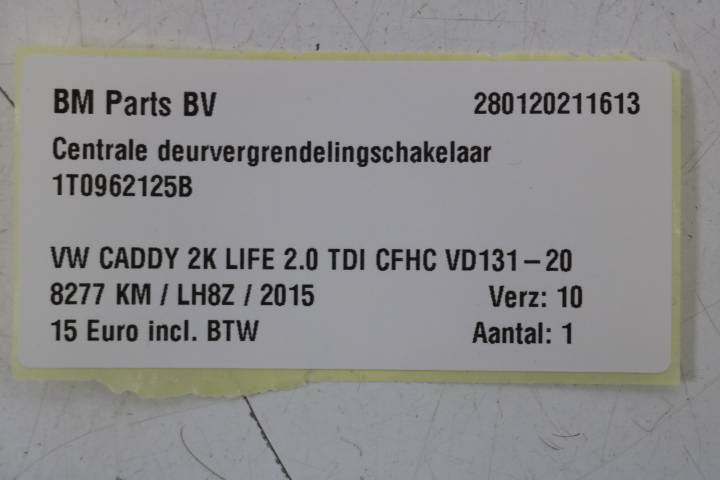 BM Parts BV 280120211613
Centrale deurvergrendelingschakelaar
1T0962125B
VW CADDY 2K LIFE 2.0 TDI CFHC VD131-20
8277 KM / LH8Z / 2015 Verz: 10
15 Euro incl. BTW Aantal: 1